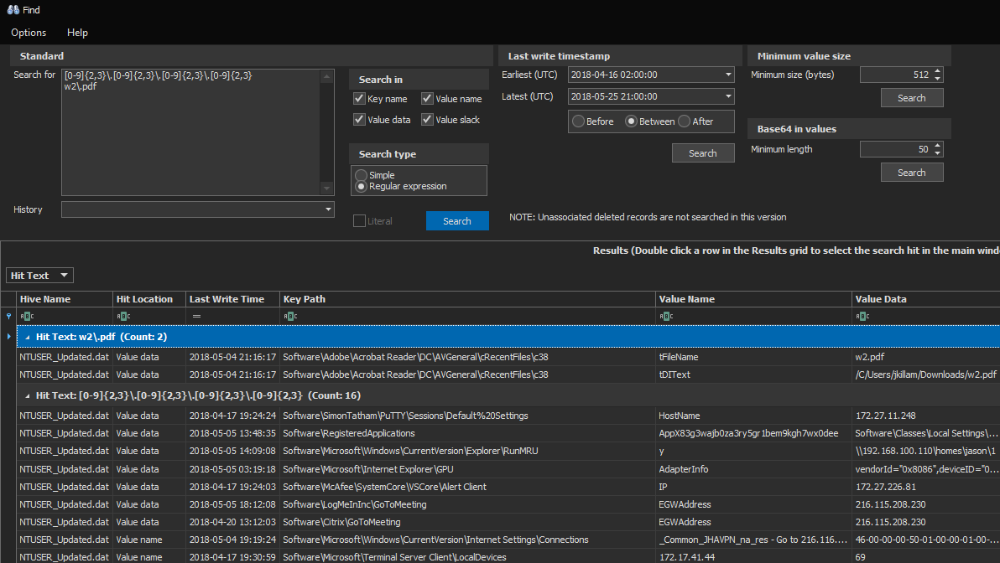 Find
Options Help
Standard
Search for
[0-9]{2,3}\.[0-9]{2,3}\.[0-9]{2,3}\.[0-9]{2,3}
w2\.pdf
History
Search in
Key name Value name
Value data Value slack
Search type
Simple
Regular expression
Literal Search
Last write timestamp
Earliest (UTC) 2018-04-16 02:00:00
Latest (UTC) 2018-05-25 21:00:00
Before Between After
Search
Minimum value size
Minimum size (bytes) 512
Search
Base64 in values
Minimum length 50
Search
NOTE: Unassociated deleted records are not searched in this version
Results (Double click a row in the Results grid to select the search hit in the main wind
Hit Text
Hive Name Hit Location Last Write Time Key Path Value Name Value Data
ABC ABC = ABC ABC ABC
Hit Text: w2\.pdf (Count: 2)
NTUSER_Updated.dat Value data 2018-05-04 21:16:17 Software\Adobe\Acrobat Reader\DC\AVGeneral\cRecentFiles\c38 tFileName w2.pdf
NTUSER_Updated.dat Value data 2018-05-04 21:16:17 Software\Adobe\Acrobat Reader\DC\AVGeneral\cRecentFiles\c38 tDIText /C/Users/jkillam/Downloads/w2.pdf
Hit Text: [0-9]{2,3}\.[0-9]{2,3}\.[0-9]{2,3}\.[0-9]{2,3} (Count: 16)
NTUSER_Updated.dat Value data 2018-04-17 19:24:24 Software\SimonTatham\PuTTY\Sessions\Default%20Settings HostName 172.27.11.248
NTUSER_Updated.dat Value data 2018-05-05 13:48:35 Software\RegisteredApplications AppX83g3wajb0za3ry5gr1bem9kgh7wx0dee Software\Classes\Local Settings\...
NTUSER_Updated.dat Value data 2018-05-05 14:09:08 Software\Microsoft\Windows\CurrentVersion\Explorer\RunMRU y \\192.168.100.110\homes\jason\1
NTUSER_Updated.dat Value data 2018-05-05 03:19:18 Software\Microsoft\Internet Explorer\GPU AdapterInfo vendorId="0x8086",deviceID="0...
NTUSER_Updated.dat Value data 2018-04-17 19:24:03 Software\McAfee\SystemCore\VSCore\Alert Client IP 172.27.226.81
NTUSER_Updated.dat Value data 2018-05-05 18:12:08 Software\LogMeInInc\GoToMeeting EGWAddress 216.115.208.230
NTUSER_Updated.dat Value data 2018-04-20 13:12:03 Software\Citrix\GoToMeeting EGWAddress 216.115.208.230
NTUSER_Updated.dat Value name 2018-05-04 19:19:24 Software\Microsoft\Windows\CurrentVersion\Internet Settings\Connections _Common_JHAVPN_na_res - Go to 216.116.... 46-00-00-00-50-01-00-00-01-00-...
NTUSER_Updated.dat Value name 2018-04-17 19:30:59 Software\Microsoft\Terminal Server Client\LocalDevices 172.17.41.44 69